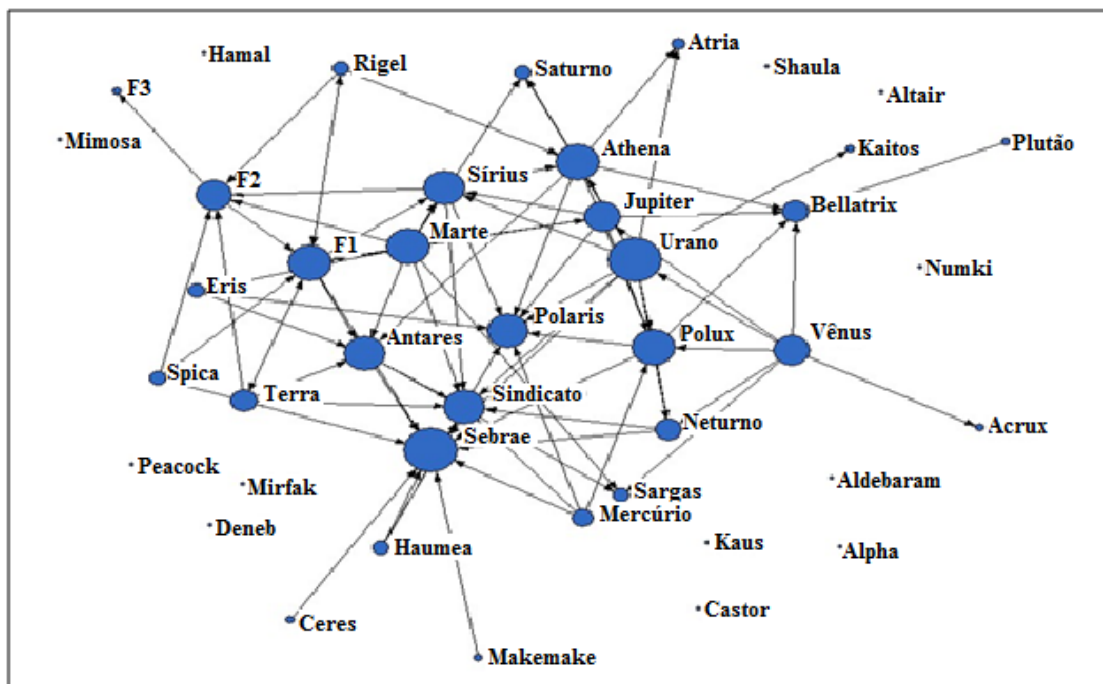 Atria
Hamal
Rigel
Saturno
Shaula
F3
Altair
Mimosa
Athena
Kaitos
Plutão
F2
Sírius
Jupiter
Bellatrix
Marte
Urano
F1
Numki
Eris
Polaris
Polux
Vênus
Antares
Spica
Terra
Sindicato
Neturno
Acrux
Sebrae
Peacock
Mirfak
Sargas
Aldebaram
Mercúrio
Deneb
Haumea
Kaus
Alpha
Castor
Ceres
Makemake